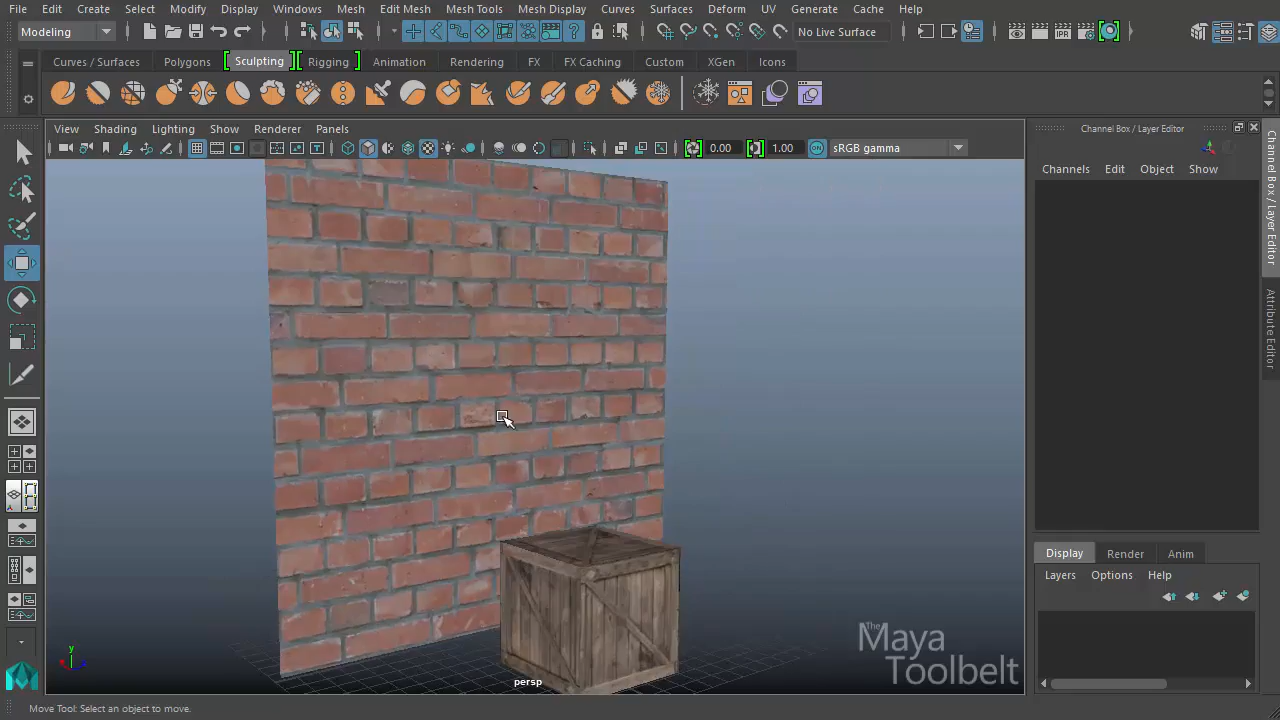 File Edit Create Select Modify Display Windows Mesh Edit Mesh Mesh Tools Mesh Display Curves Surfaces Deform UV Generate Cache Help
Modeling
No Live Surface
IPR
Curves / Surfaces Polygons Sculpting Rigging Animation Rendering FX FX Caching Custom XGen Icons
View Shading Lighting Show Renderer Panels
0.00 1.00 ON sRGB gamma
Channel Box / Layer Editor
Channels Edit Object Show
Channel Box / Layer Editor
Attribute Editor
Display Render Anim
Layers Options Help
y
x
z
persp
The
Maya
Toolbelt
Move Tool: Select an object to move.